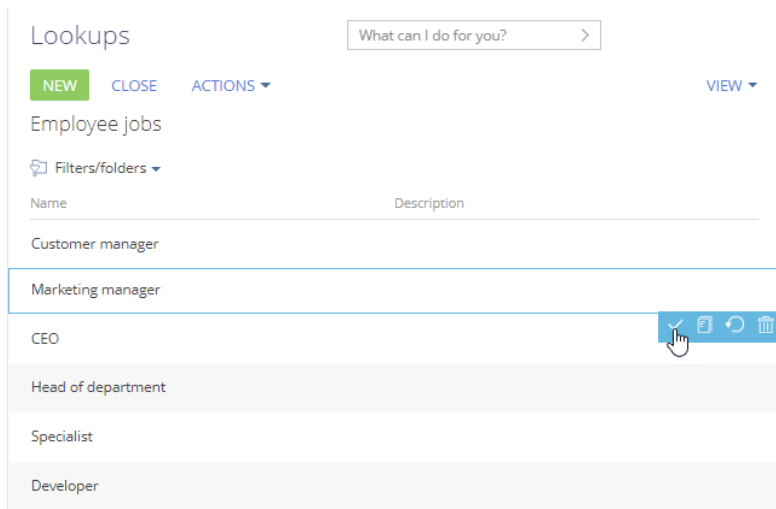 Lookups
What can I do for you?
NEW CLOSE ACTIONS VIEW
Employee jobs
Filters/folders
Name Description
Customer manager
Marketing manager
CEO
Head of department
Specialist
Developer